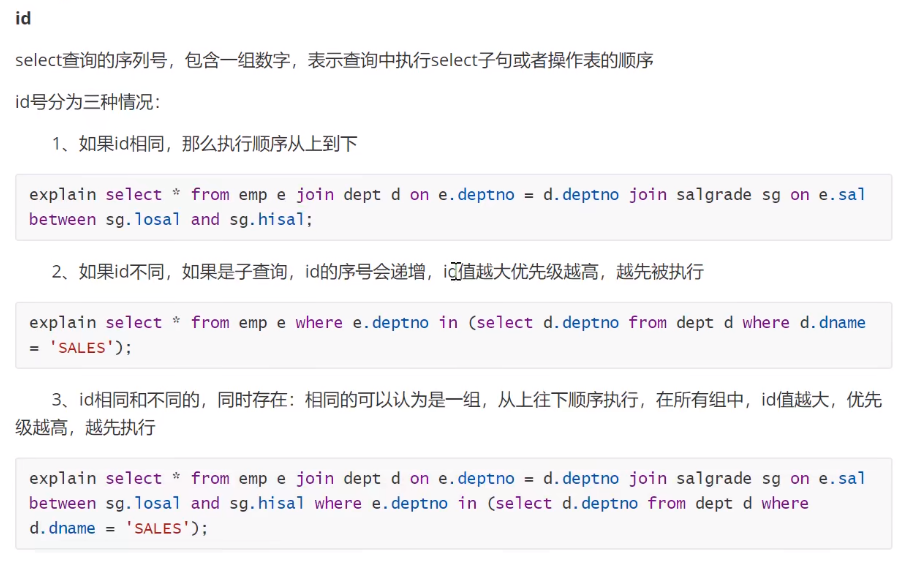 id
select查询的序列号，包含一组数字，表示查询中执行select子句或者操作表的顺序
id号分为三种情况：
1、如果id相同，那么执行顺序从上到下
explain select * from emp e join dept d on e.deptno = d.deptno join salgrade sg on e.sal
between sg.losal and sg.hisal;
2、如果id不同，如果是子查询，id的序号会递增，id值越大优先级越高，越先被执行
explain select * from emp e where e.deptno in (select d.deptno from dept d where d.dname
= 'SALES');
3、id相同和不同的，同时存在：相同的可以认为是一组，从上往下顺序执行，在所有组中，id值越大，优先
级越高，越先执行
explain select * from emp e join dept d on e.deptno = d.deptno join salgrade sg on e.sal
between sg.losal and sg.hisal where e.deptno in (select d.deptno from dept d where
d.dname = 'SALES');